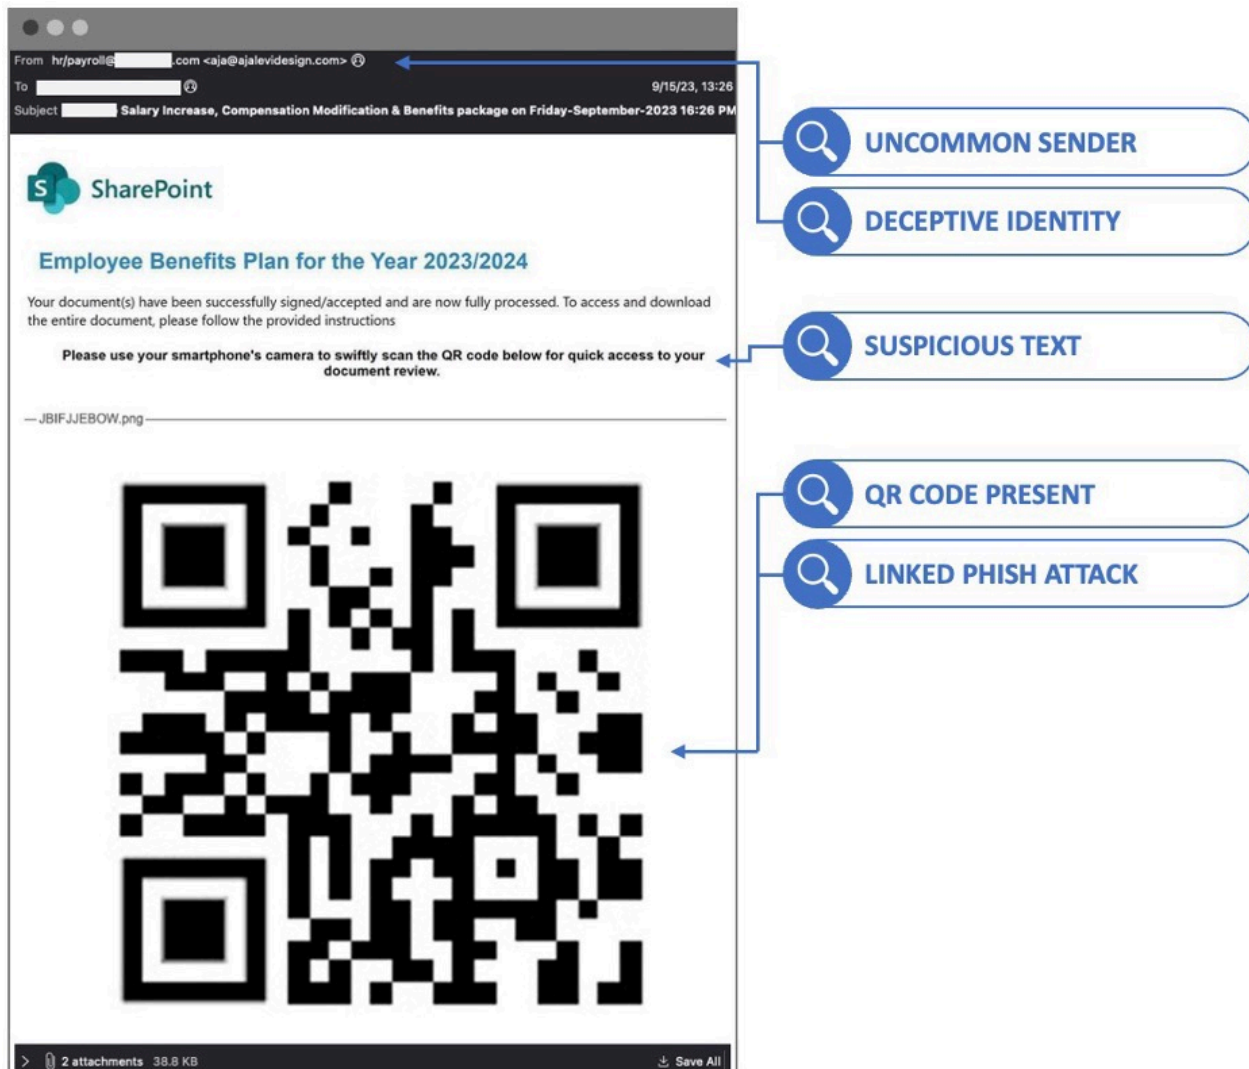 From hr/payroll@ .com <aja@ajalevidesign.com>
To
9/15/23, 13:26
Subject Salary Increase, Compensation Modification & Benefits package on Friday-September-2023 16:26 PM
S SharePoint
Employee Benefits Plan for the Year 2023/2024
Your document(s) have been successfully signed/accepted and are now fully processed. To access and download
the entire document, please follow the provided instructions
Please use your smartphone's camera to swiftly scan the QR code below for quick access to your
document review.
JBIFJJEBOW.png
2 attachments 38.8 KB
Save All
UNCOMMON SENDER
DECEPTIVE IDENTITY
SUSPICIOUS TEXT
QR CODE PRESENT
LINKED PHISH ATTACK